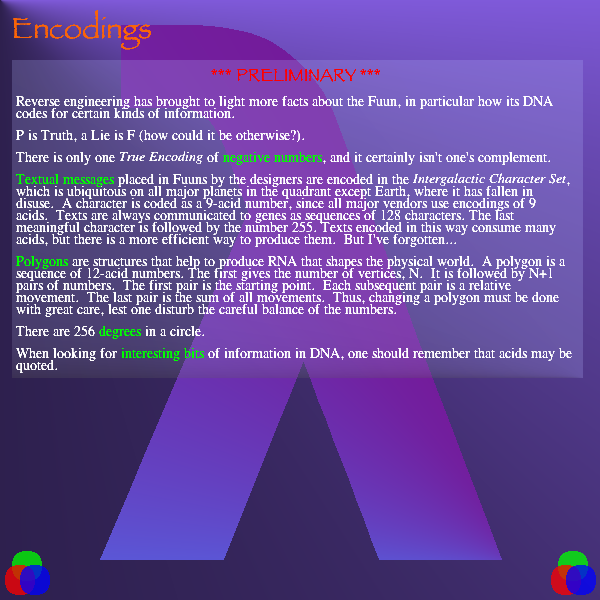 Encodings
*** PRELIMINARY ***
Reverse engineering has brought to light more facts about the Fuun, in particular how its DNA
codes for certain kinds of information.
P is Truth, a Lie is F (how could it be otherwise?).
There is only one True Encoding of negative numbers, and it certainly isn't one's complement.
Textual messages placed in Fuuns by the designers are encoded in the Intergalactic Character Set,
which is ubiquitous on all major planets in the quadrant except Earth, where it has fallen in
disuse.  A character is coded as a 9-acid number, since all major vendors use encodings of 9
acids.  Texts are always communicated to genes as sequences of 128 characters. The last
meaningful character is followed by the number 255. Texts encoded in this way consume many
acids, but there is a more efficient way to produce them.  But I've forgotten...
Polygons are structures that help to produce RNA that shapes the physical world.  A polygon is a
sequence of 12-acid numbers. The first gives the number of vertices, N.  It is followed by N+1
pairs of numbers.  The first pair is the starting point.  Each subsequent pair is a relative
movement.  The last pair is the sum of all movements.  Thus, changing a polygon must be done
with great care, lest one disturb the careful balance of the numbers.
There are 256 degrees in a circle.
When looking for interesting bits of information in DNA, one should remember that acids may be
quoted.